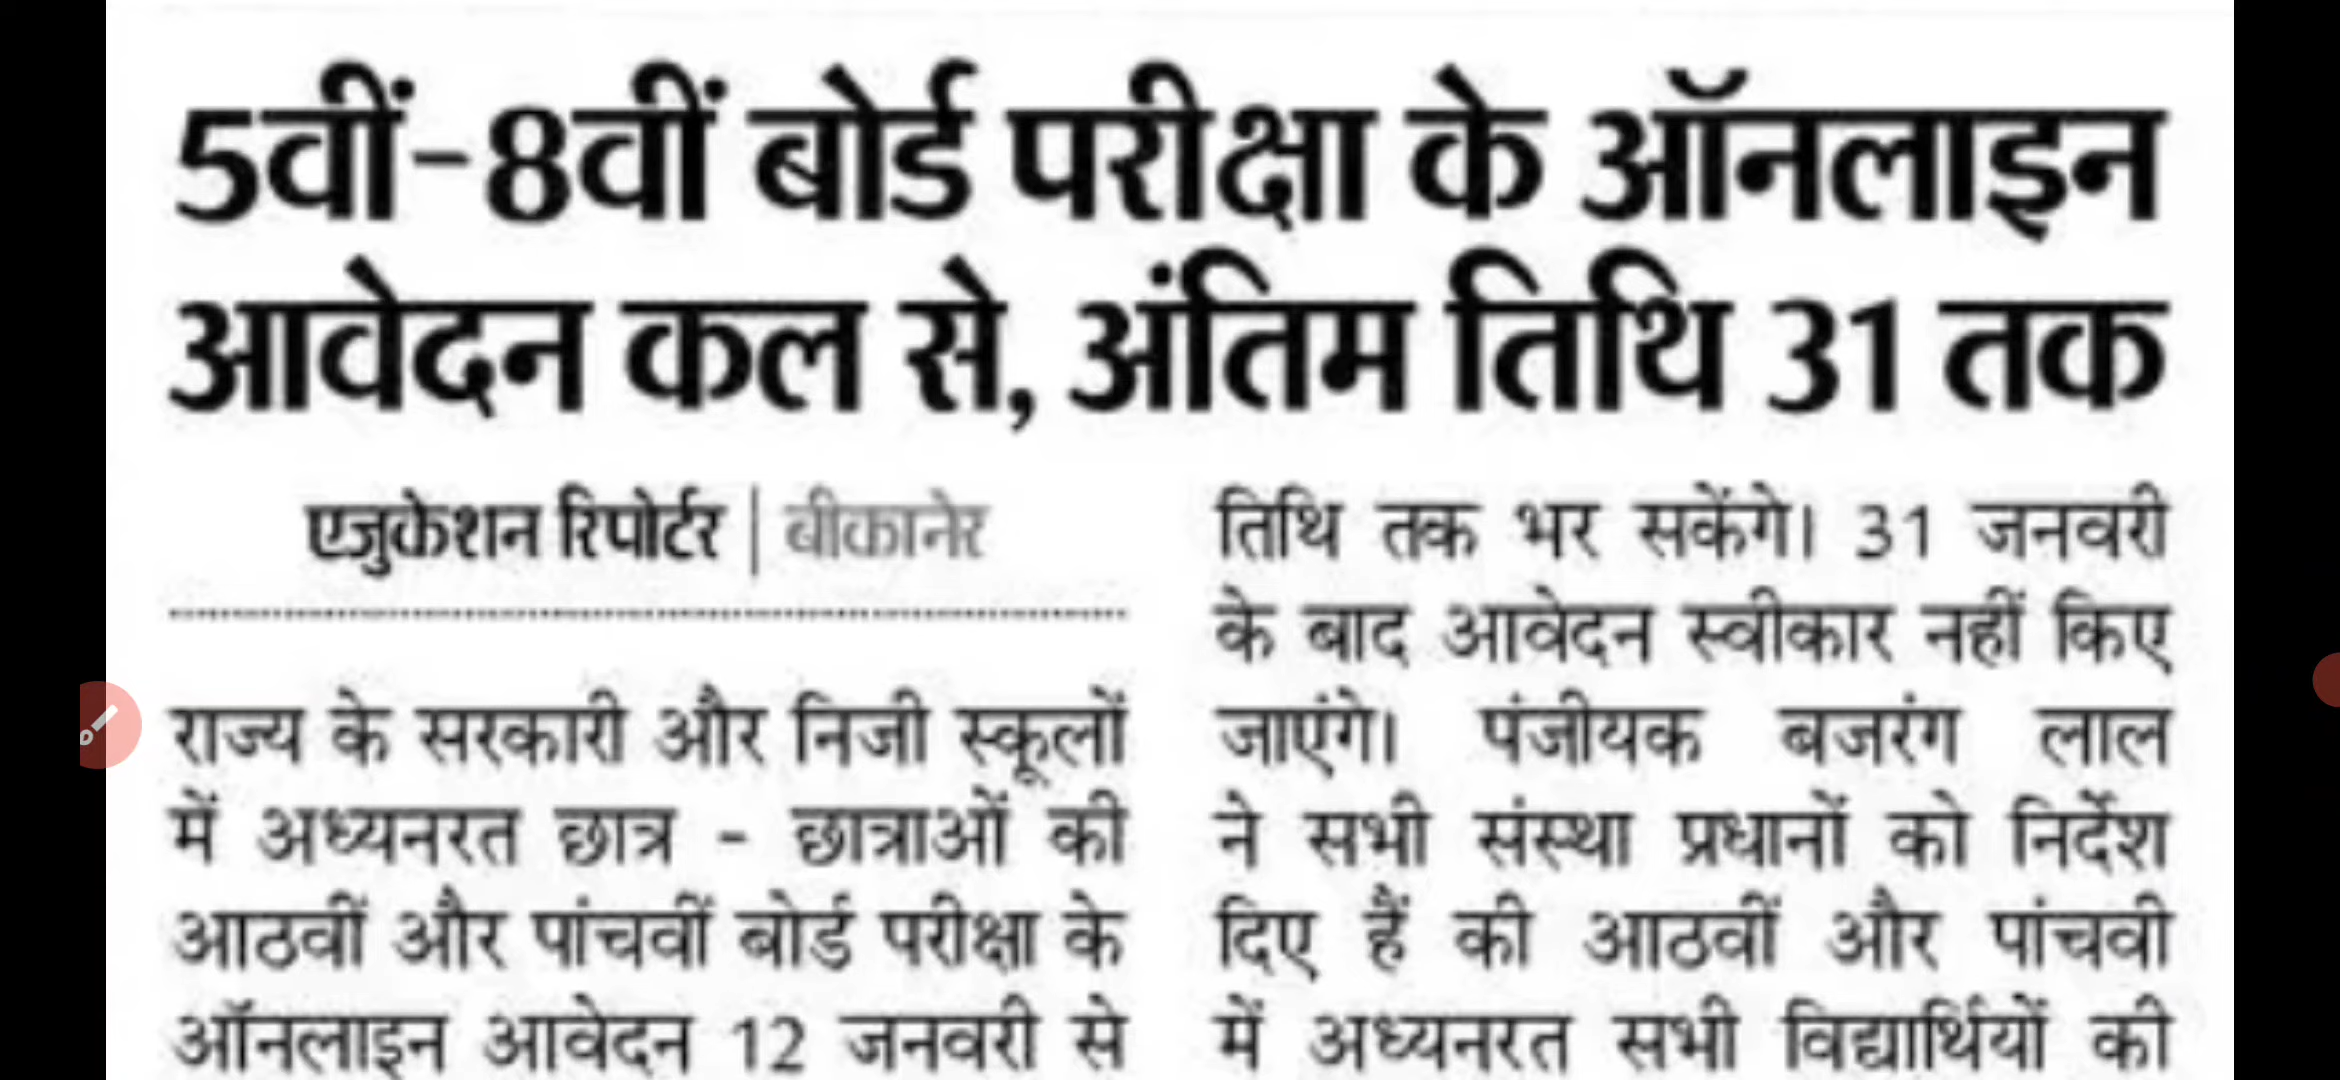 5वीं-8वीं बोर्ड परीक्षा के ऑनलाइन
आवेदन कल से, अंतिम तिथि 31 तक
एजुकेशन रिपोर्टर | बीकानेर
राज्य के सरकारी और निजी स्कूलों
में अध्यनरत छात्र - छात्राओं की
आठवीं और पांचवीं बोर्ड परीक्षा के
ऑनलाइन आवेदन 12 जनवरी से
तिथि तक भर सकेंगे। 31 जनवरी
के बाद आवेदन स्वीकार नहीं किए
जाएंगे। पंजीयक बजरंग लाल
ने सभी संस्था प्रधानों को निर्देश
दिए हैं की आठवीं और पांचवी
में अध्यनरत सभी विद्यार्थियों की